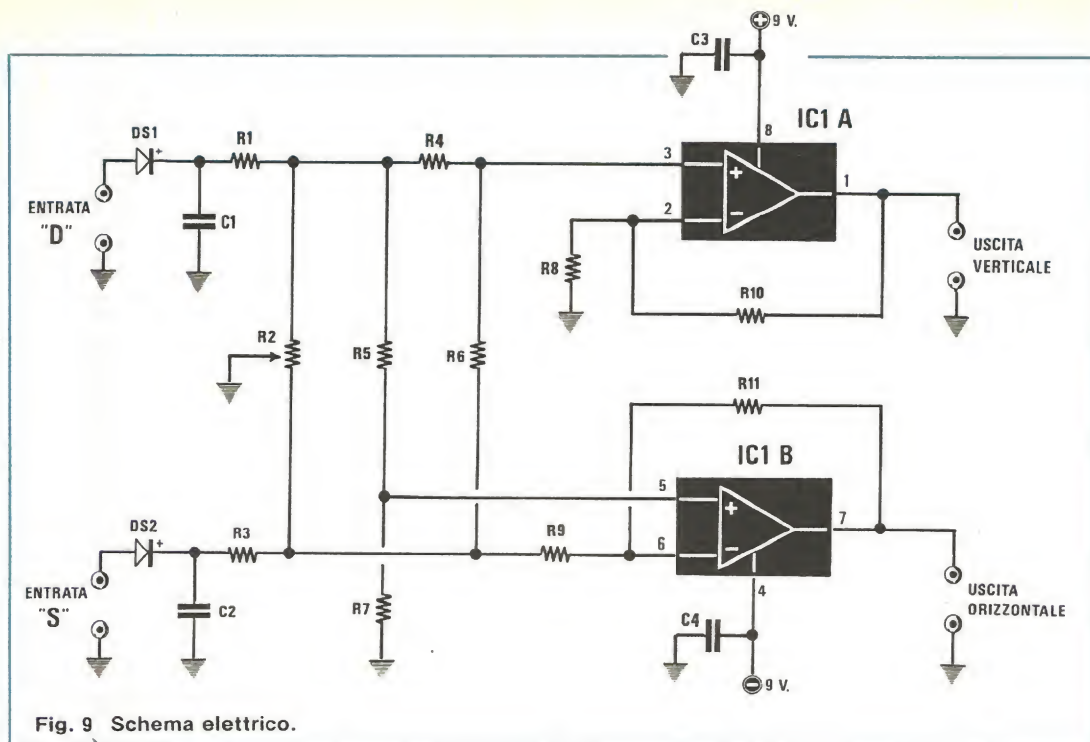 9 V.
C3
IC1 A
8
DS1
+
R1
R4
3
+
1
ENTRATA
"D"
C1
2
−
USCITA
VERTICALE
R8
R10
R2
R5
R6
R11
IC1 B
5
+
7
DS2
+
R3
R9
6
−
ENTRATA
"S"
C2
R7
4
C4
USCITA
ORIZZONTALE
9 V.
Fig. 9 Schema elettrico.